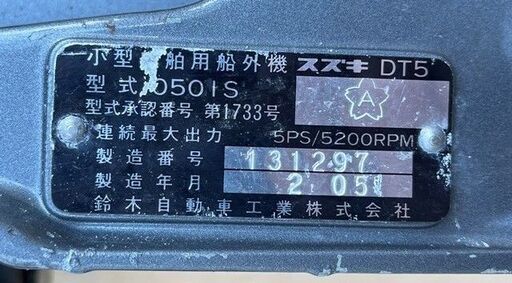 小型船舶用船外機 スズキ DT5
型式 0501S
型式承認番号 第1733号
A
連続最大出力 5PS/5200RPM
製造番号 131297
製造年月 2 05
鈴木自動車工業株式会社